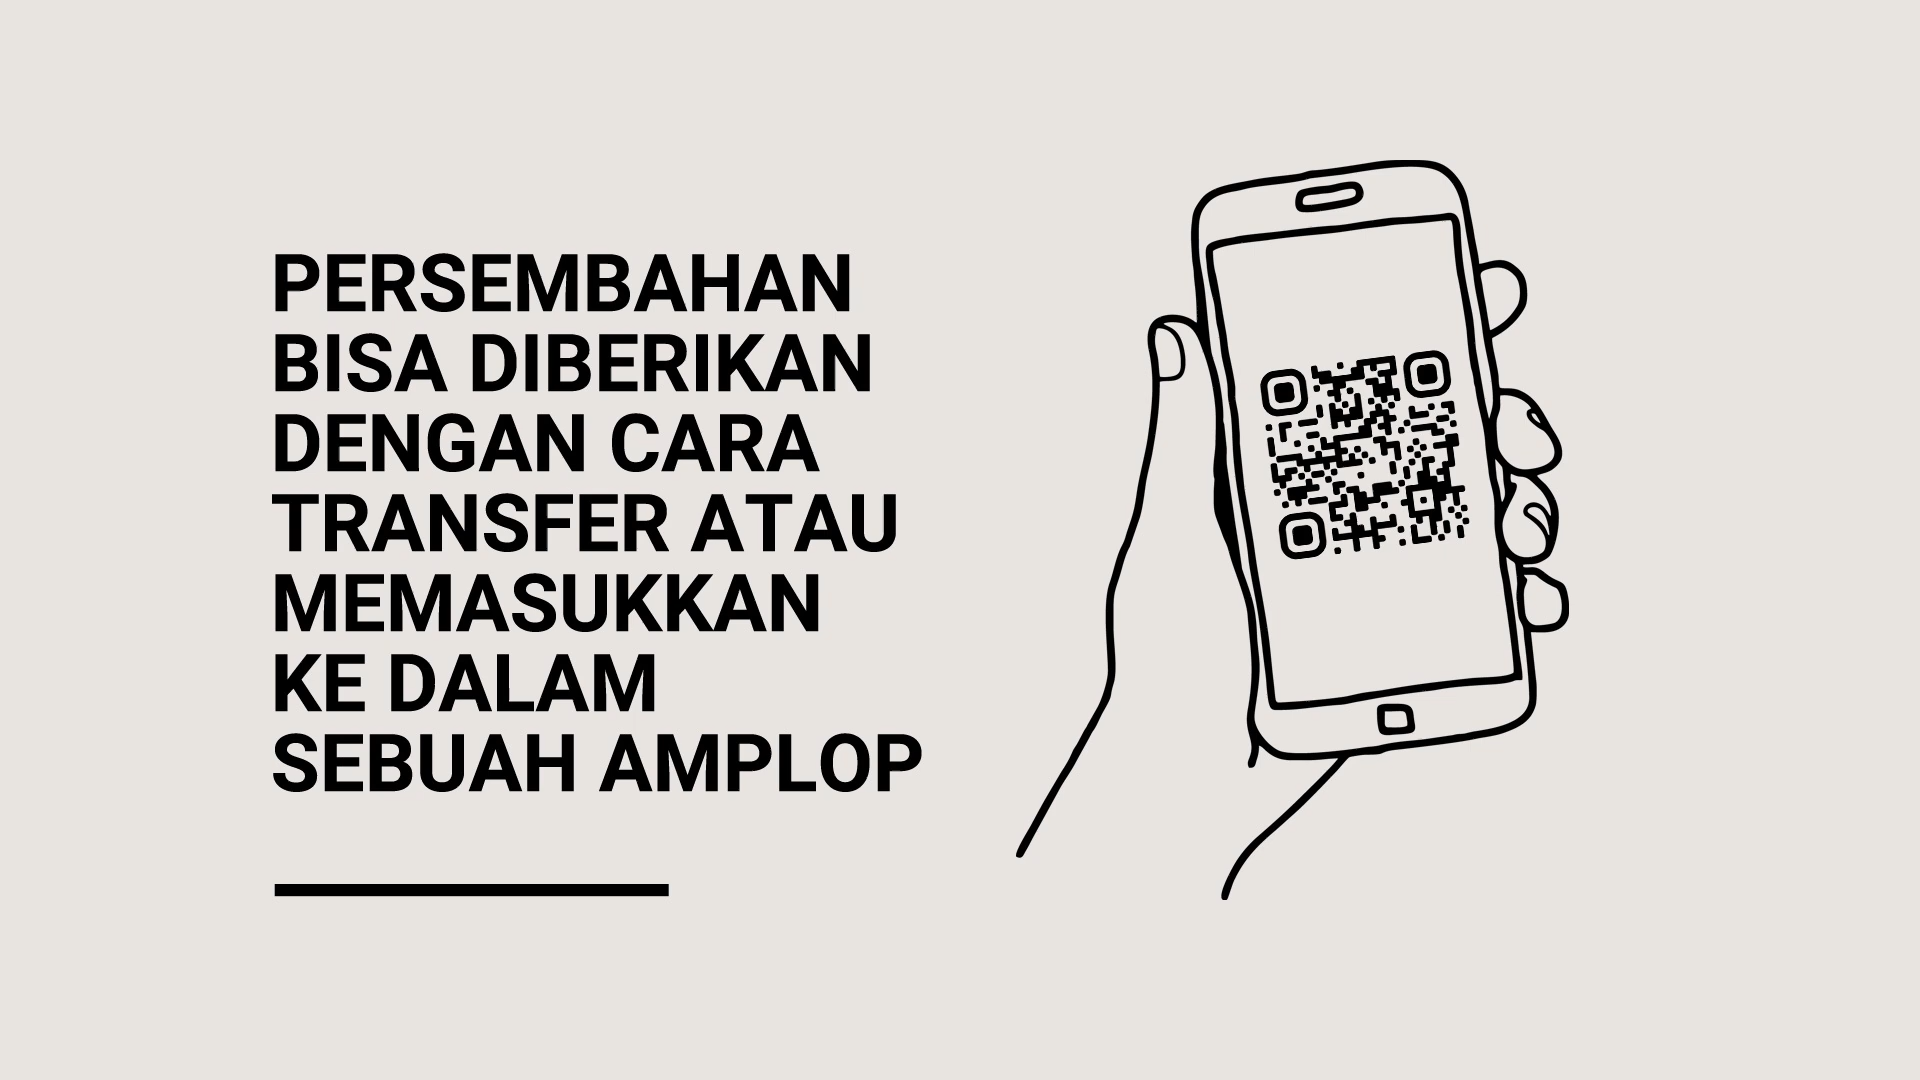 PERSEMBAHAN
BISA DIBERIKAN
DENGAN CARA
TRANSFER ATAU
MEMASUKKAN
KE DALAM
SEBUAH AMPLOP